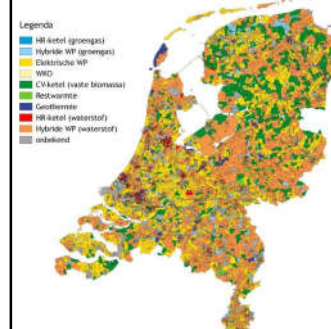 Legenda
HR-ketel (groengas)
Hybride WP (groengas)
Elektrische WP
WKO
CV-ketel (vaste biomassa)
Restwarmte
Geothermie
HR-ketel (waterstof)
Hybride WP (waterstof)
onbekend